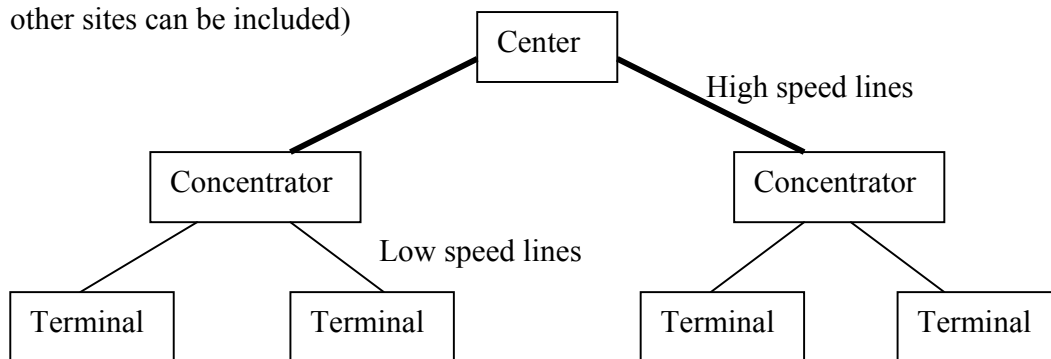 other sites can be included)
Center
High speed lines
Concentrator
Concentrator
Low speed lines
Terminal
Terminal
Terminal
Terminal